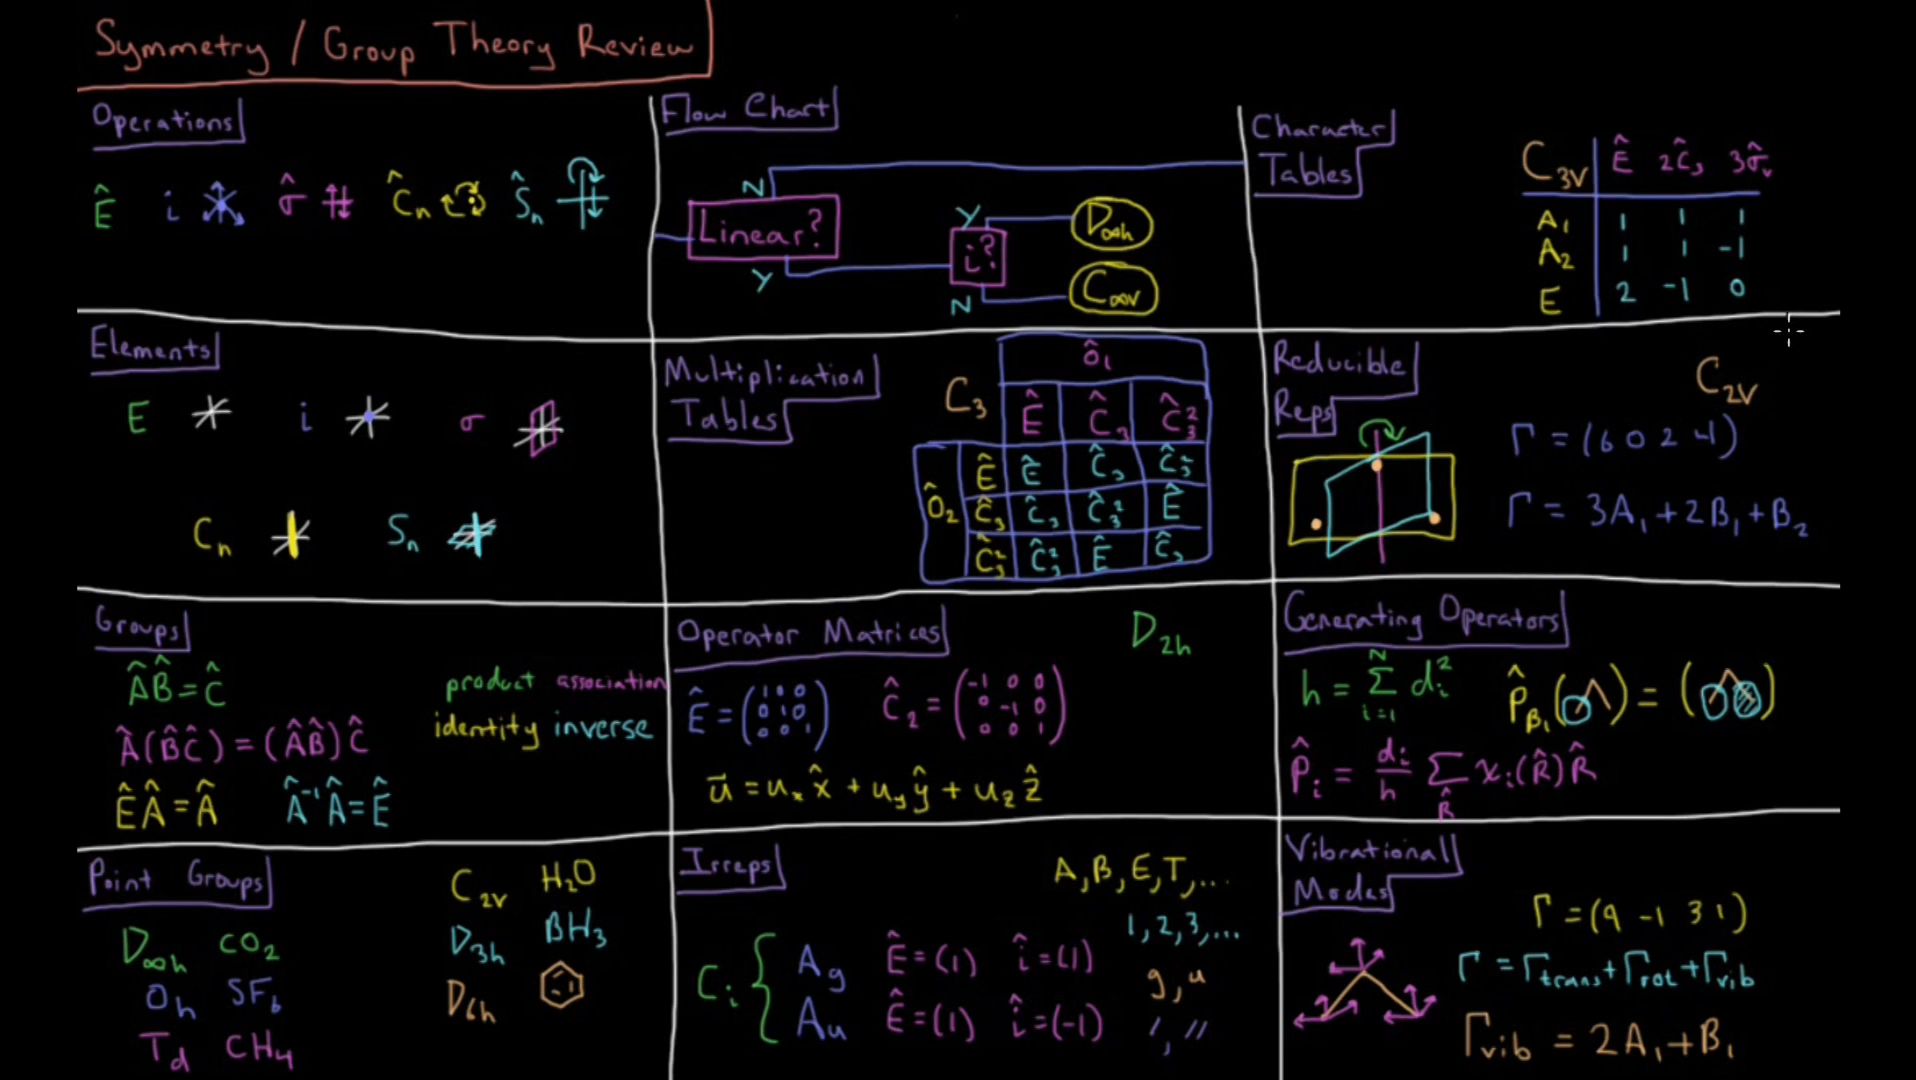 Symmetry / Group Theory Review
Operations
Ê i σ̂ Ĉn Ŝn
Elements
E i σ
Cn Sn
Groups
ÂB̂ = Ĉ
Â(B̂Ĉ) = (ÂB̂)Ĉ
ÊÂ = Â Â⁻¹Â = Ê
product association
identity inverse
Point Groups
D∞h CO2
Oh SF6
Td CH4
C2v H2O
D3h BH3
D6h
Flow Chart
N
Linear?
Y
Y
i?
N
D∞h
C∞v
Multiplication
Tables
C3
Ô1
Ê Ĉ3 Ĉ3²
Ô2
Ê Ê Ĉ3 Ĉ3²
Ĉ3 Ĉ3 Ĉ3² Ê
Ĉ3² Ĉ3² Ê Ĉ3
Operator Matrices
D2h
Ê = (1 0 0
0 1 0
0 0 1)
Ĉ2 = (-1 0 0
0 -1 0
0 0 1)
ū = ux x̂ + uy ŷ + uz ẑ
Irreps
A, B, E, T, ...
1, 2, 3, ...
g, u
', ''
Ci { Ag Ê = (1) î = (1)
Au Ê = (1) î = (-1)
Character
Tables
C3v Ê 2Ĉ3 3σ̂v
A1 1 1 1
A2 1 1 -1
E 2 -1 0
Reducible
Reps
C2v
Γ = (6 0 2 4)
Γ = 3A1 + 2B1 + B2
Generating Operators
h = Σ di²
N
i=1
P̂B1( ) = ( )
P̂i = di/h Σ χi(R̂)R̂
R̂
Vibrational
Modes
Γ = (9 -1 3 1)
Γ = Γtrans + Γrot + Γvib
Γvib = 2A1 + B1